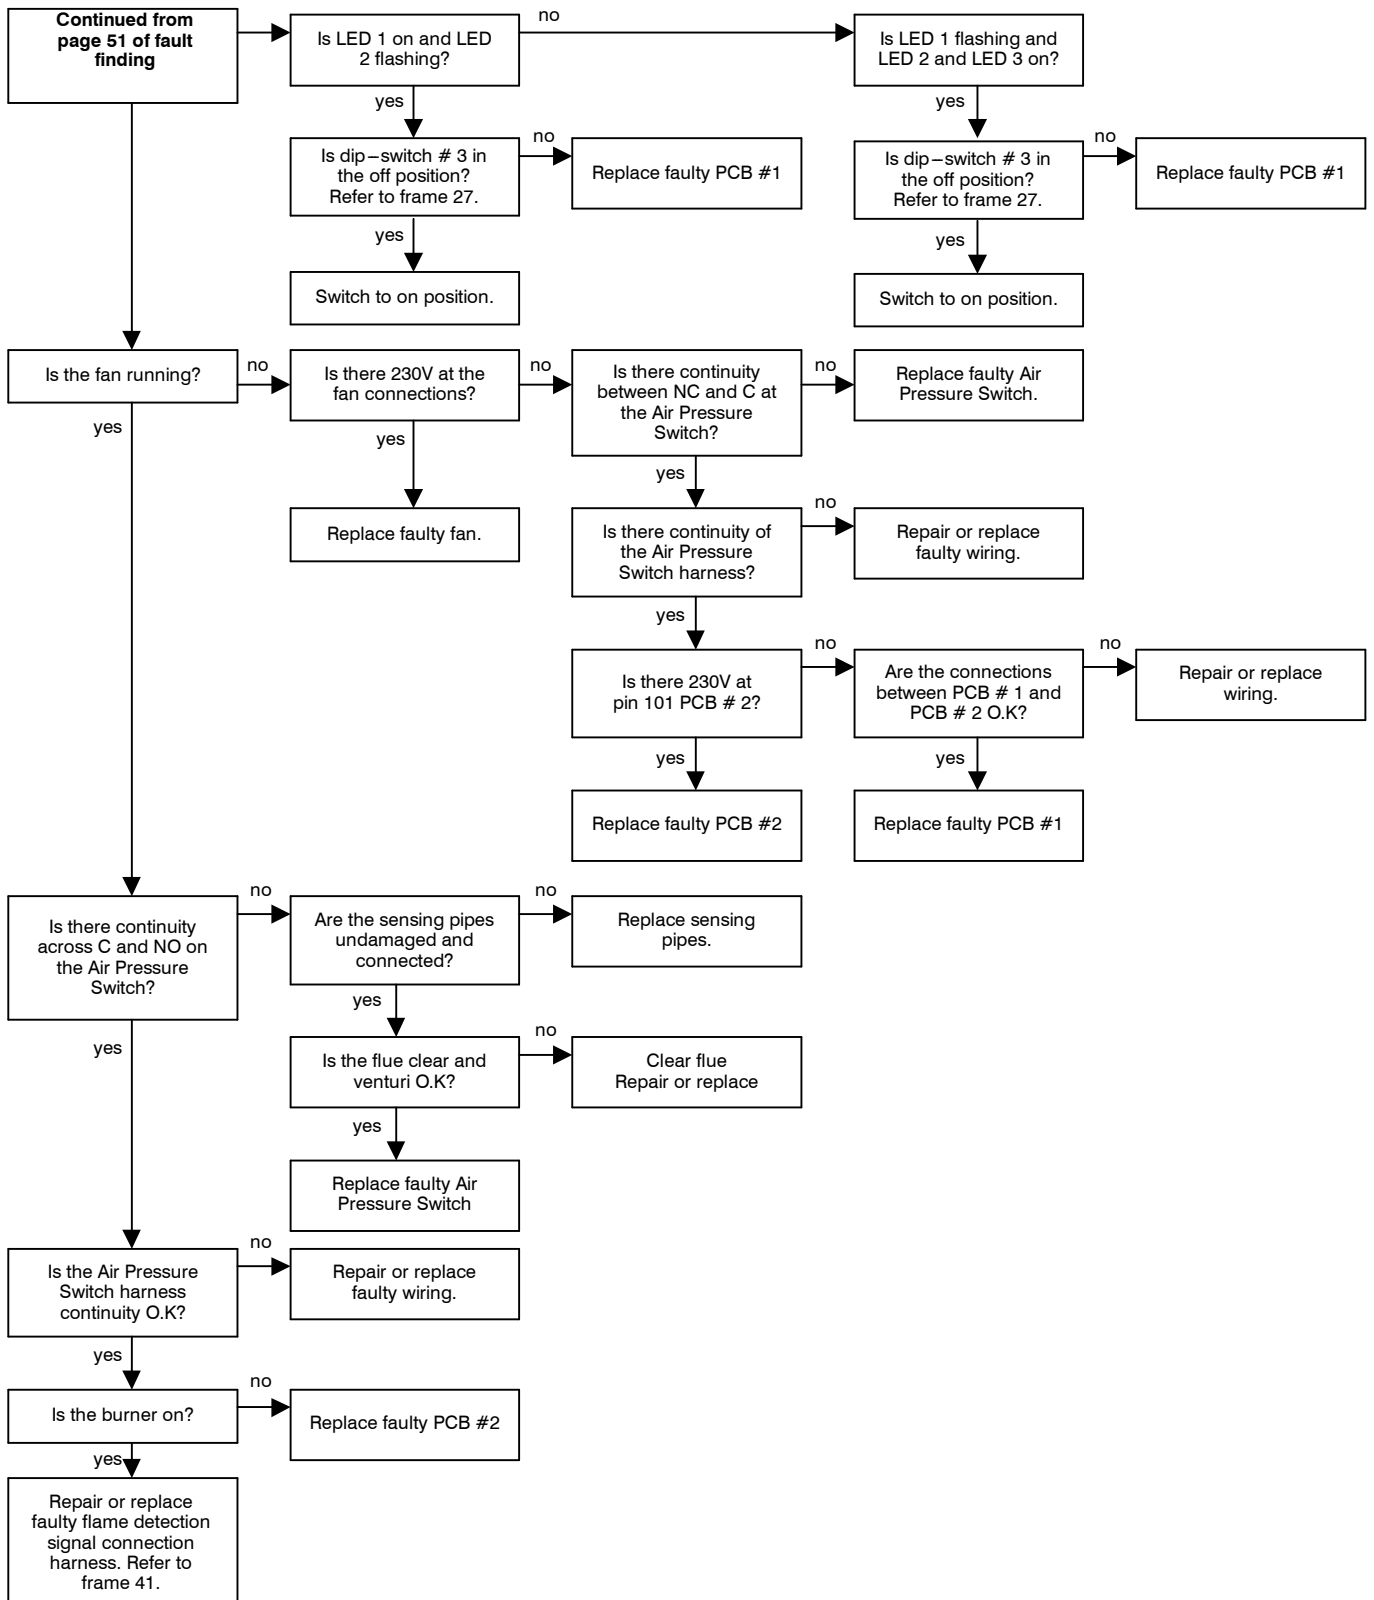 Continued from
page 51 of fault
finding
no
Is LED 1 on and LED
2 flashing?
Is LED 1 flashing and
LED 2 and LED 3 on?
yes
yes
Is dip–switch # 3 in
the off position?
Refer to frame 27.
no
Replace faulty PCB #1
Is dip–switch # 3 in
the off position?
Refer to frame 27.
no
Replace faulty PCB #1
yes
yes
Switch to on position.
Switch to on position.
Is the fan running?
no
Is there 230V at the
fan connections?
no
Is there continuity
between NC and C at
the Air Pressure
Switch?
no
Replace faulty Air
Pressure Switch.
yes
yes
yes
Replace faulty fan.
Is there continuity of
the Air Pressure
Switch harness?
no
Repair or replace
faulty wiring.
yes
Is there 230V at
pin 101 PCB # 2?
no
Are the connections
between PCB # 1 and
PCB # 2 O.K?
no
Repair or replace
wiring.
yes
yes
Replace faulty PCB #2
Replace faulty PCB #1
Is there continuity
across C and NO on
the Air Pressure
Switch?
no
Are the sensing pipes
undamaged and
connected?
no
Replace sensing
pipes.
yes
yes
Is the flue clear and
venturi O.K?
no
Clear flue
Repair or replace
yes
Replace faulty Air
Pressure Switch
Is the Air Pressure
Switch harness
continuity O.K?
no
Repair or replace
faulty wiring.
yes
Is the burner on?
no
Replace faulty PCB #2
yes
Repair or replace
faulty flame detection
signal connection
harness. Refer to
frame 41.